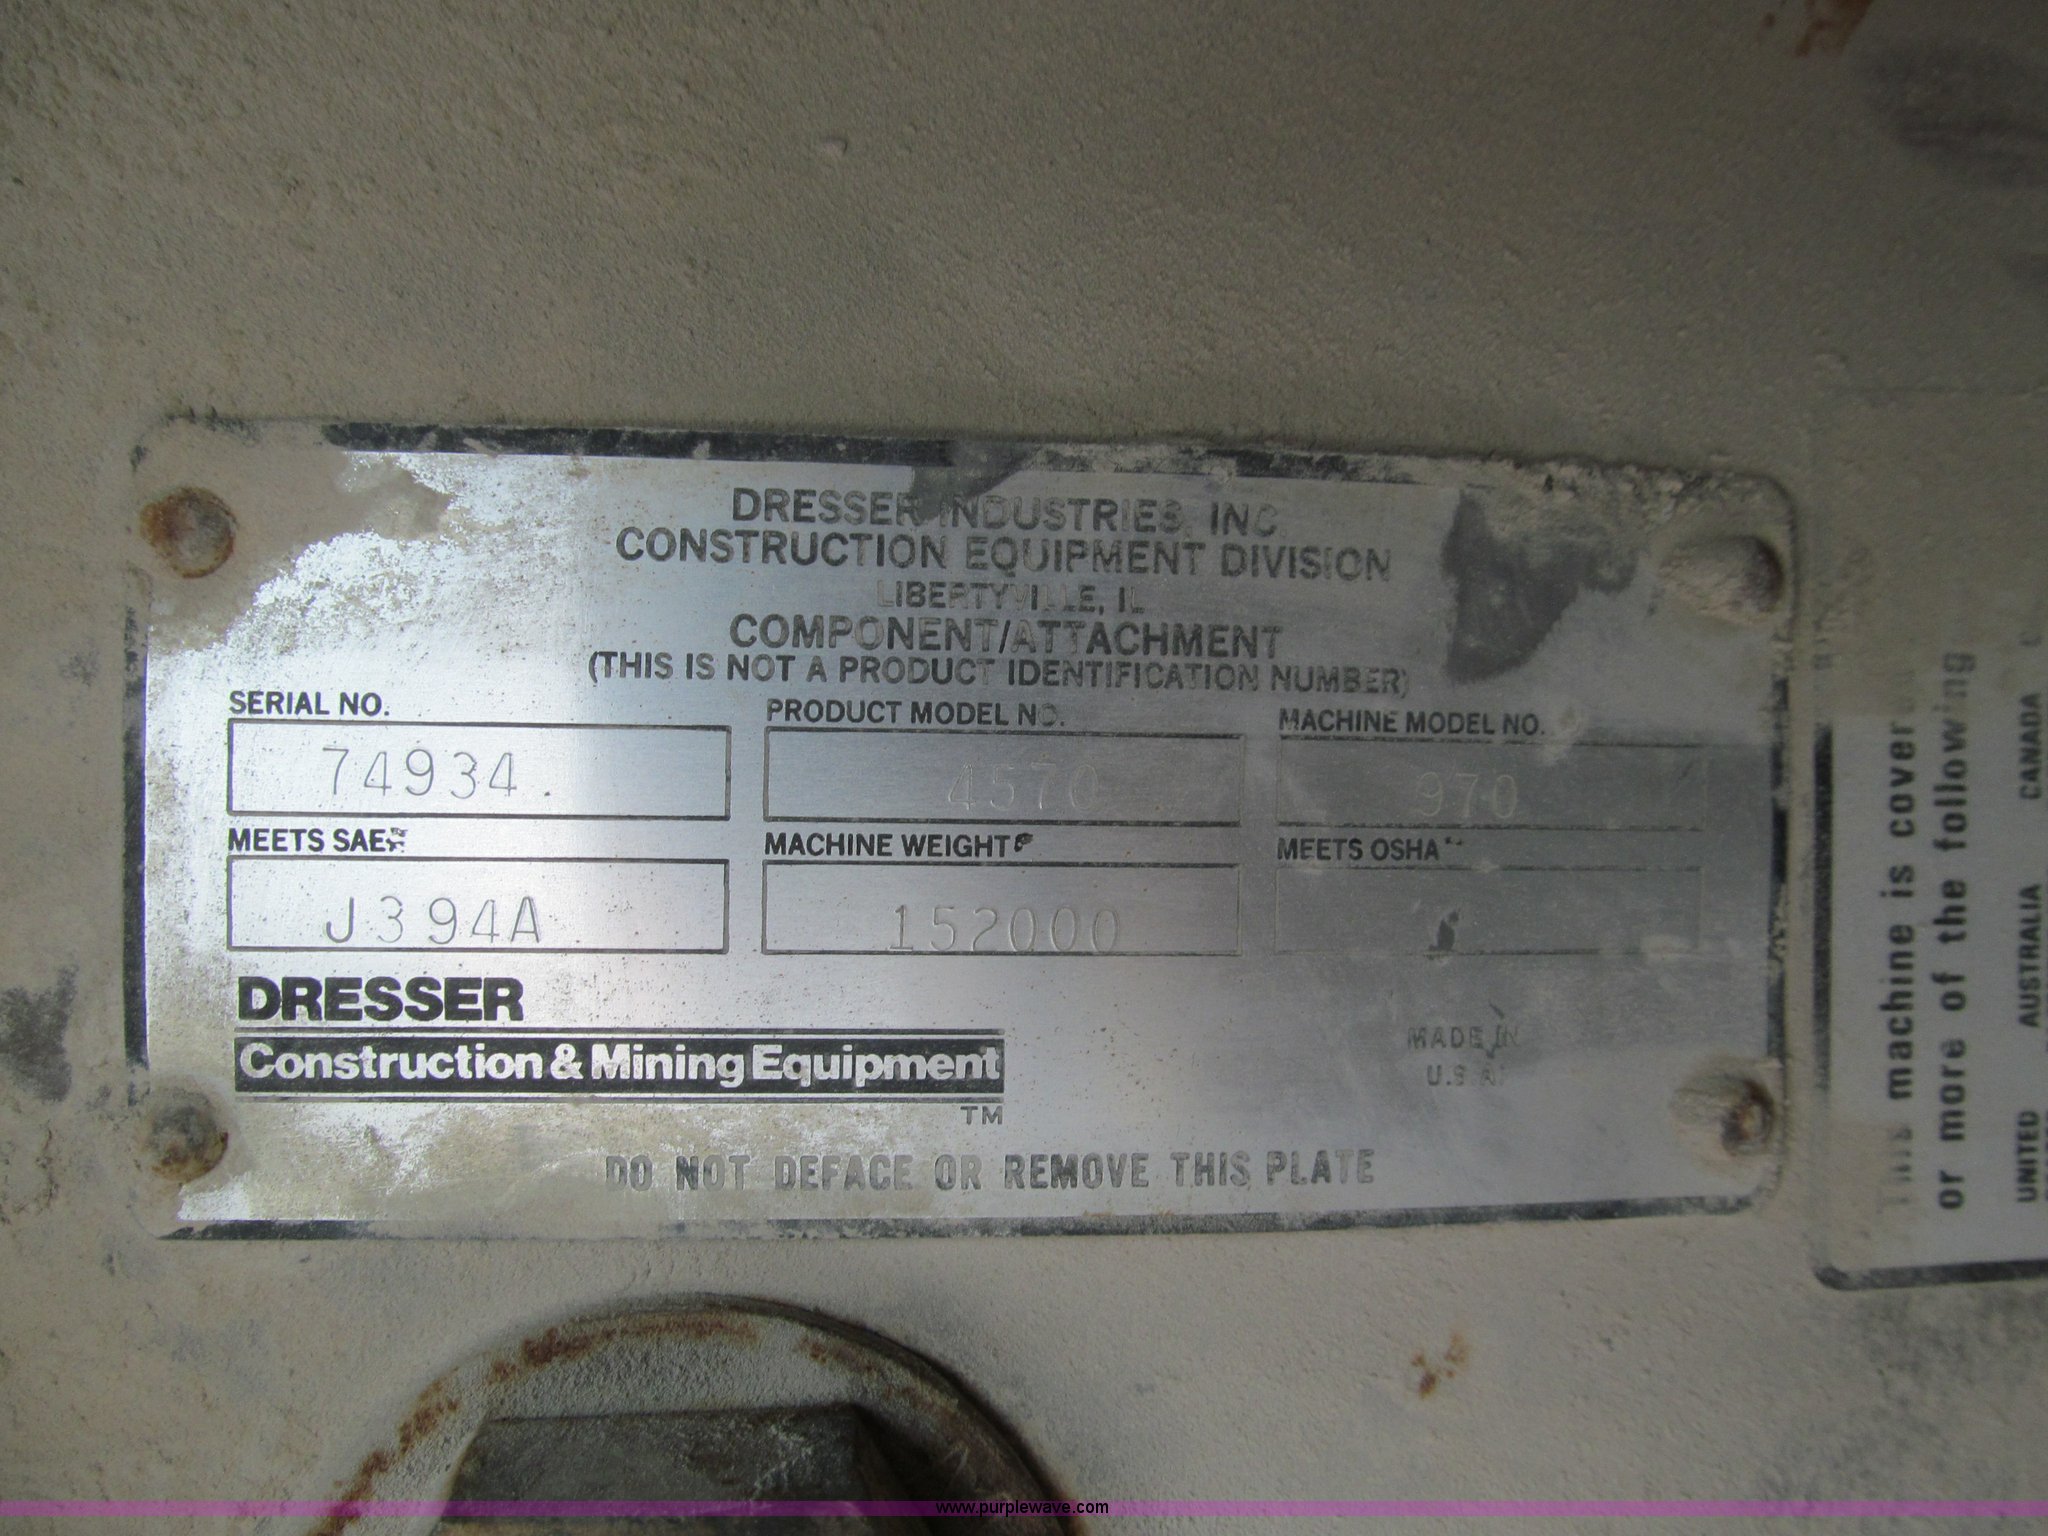 DRESSER INDUSTRIES, INC.
CONSTRUCTION EQUIPMENT DIVISION
LIBERTYVILLE, IL
COMPONENT/ATTACHMENT
(THIS IS NOT A PRODUCT IDENTIFICATION NUMBER)
SERIAL NO. PRODUCT MODEL NO. MACHINE MODEL NO.
74934 4570 970
MEETS SAE MACHINE WEIGHT MEETS OSHA
J394A 152000
DRESSER
Construction & Mining Equipment
TM
MADE IN
U.S.A.
DO NOT DEFACE OR REMOVE THIS PLATE
This machine is covered
or more of the following
UNITED AUSTRALIA CANADA
www.purplewave.com